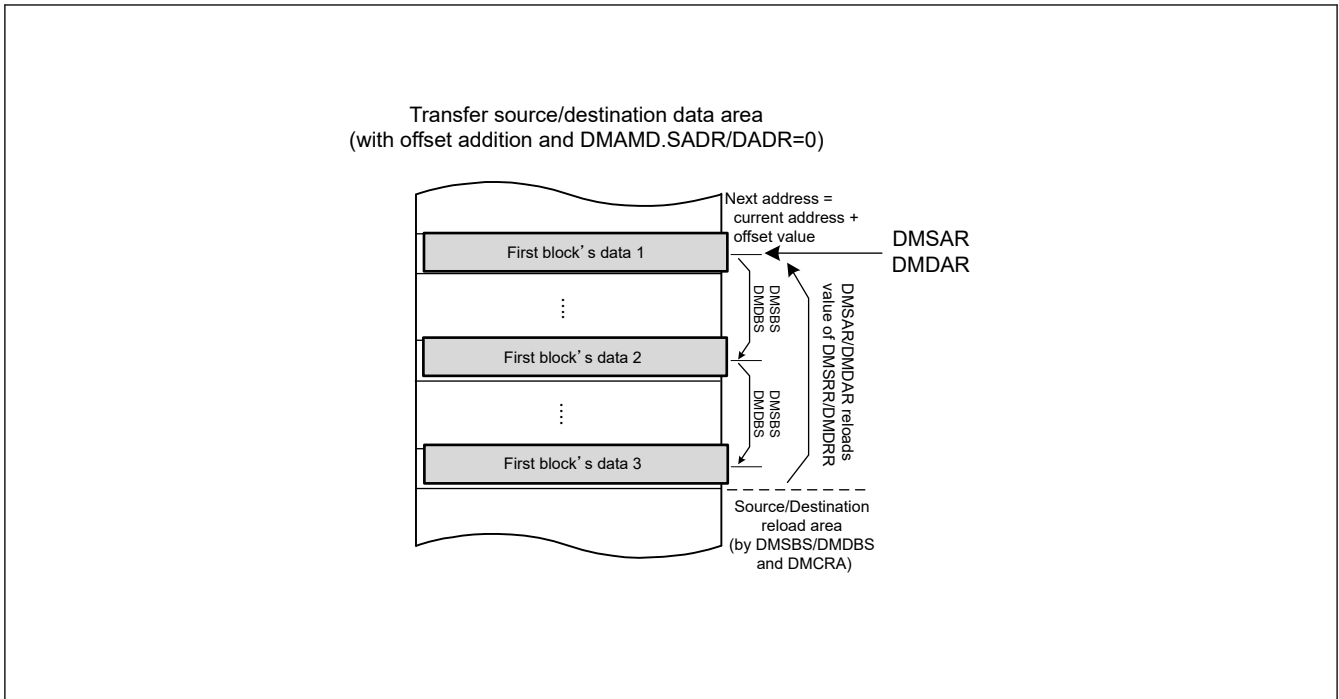 Transfer source/destination data area
(with offset addition and DMAMD.SADR/DADR=0)
Next address =
current address +
offset value
DMSAR
DMDAR
First block’s data 1
DMSBS
DMDBS
DMSAR/DMDAR reloads
value of DMSRR/DMDRR
First block’s data 2
DMSBS
DMDBS
First block’s data 3
Source/Destination
reload area
(by DMSBS/DMDBS
and DMCRA)